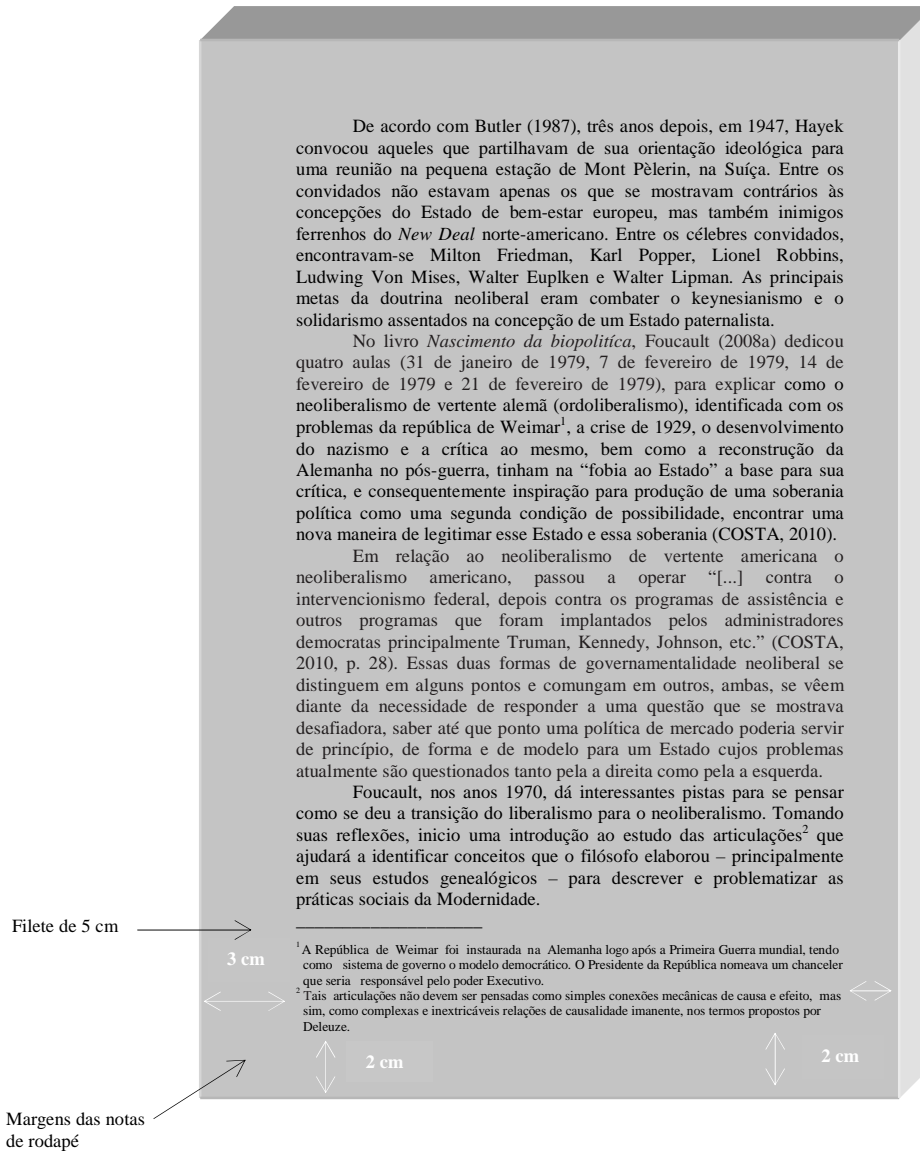 De acordo com Butler (1987), três anos depois, em 1947, Hayek
convocou aqueles que partilhavam de sua orientação ideológica para
uma reunião na pequena estação de Mont Pèlerin, na Suíça. Entre os
convidados não estavam apenas os que se mostravam contrários às
concepções do Estado de bem-estar europeu, mas também inimigos
ferrenhos do New Deal norte-americano. Entre os célebres convidados,
encontravam-se Milton Friedman, Karl Popper, Lionel Robbins,
Ludwing Von Mises, Walter Euplken e Walter Lipman. As principais
metas da doutrina neoliberal eram combater o keynesianismo e o
solidarismo assentados na concepção de um Estado paternalista.
No livro Nascimento da biopolitíca, Foucault (2008a) dedicou
quatro aulas (31 de janeiro de 1979, 7 de fevereiro de 1979, 14 de
fevereiro de 1979 e 21 de fevereiro de 1979), para explicar como o
neoliberalismo de vertente alemã (ordoliberalismo), identificada com os
problemas da república de Weimar¹, a crise de 1929, o desenvolvimento
do nazismo e a crítica ao mesmo, bem como a reconstrução da
Alemanha no pós-guerra, tinham na “fobia ao Estado” a base para sua
crítica, e consequentemente inspiração para produção de uma soberania
política como uma segunda condição de possibilidade, encontrar uma
nova maneira de legitimar esse Estado e essa soberania (COSTA, 2010).
Em relação ao neoliberalismo de vertente americana o
neoliberalismo americano, passou a operar “[...] contra o
intervencionismo federal, depois contra os programas de assistência e
outros programas que foram implantados pelos administradores
democratas principalmente Truman, Kennedy, Johnson, etc.” (COSTA,
2010, p. 28). Essas duas formas de governamentalidade neoliberal se
distinguem em alguns pontos e comungam em outros, ambas, se vêem
diante da necessidade de responder a uma questão que se mostrava
desafiadora, saber até que ponto uma política de mercado poderia servir
de princípio, de forma e de modelo para um Estado cujos problemas
atualmente são questionados tanto pela a direita como pela a esquerda.
Foucault, nos anos 1970, dá interessantes pistas para se pensar
como se deu a transição do liberalismo para o neoliberalismo. Tomando
suas reflexões, inicio uma introdução ao estudo das articulações² que
ajudará a identificar conceitos que o filósofo elaborou – principalmente
em seus estudos genealógicos – para descrever e problematizar as
práticas sociais da Modernidade.
Filete de 5 cm
3 cm
¹ A República de Weimar foi instaurada na Alemanha logo após a Primeira Guerra mundial, tendo
como sistema de governo o modelo democrático. O Presidente da República nomeava um chanceler
que seria responsável pelo poder Executivo.
² Tais articulações não devem ser pensadas como simples conexões mecânicas de causa e efeito, mas
sim, como complexas e inextricáveis relações de causalidade imanente, nos termos propostos por
Deleuze.
2 cm
2 cm
Margens das notas
de rodapé